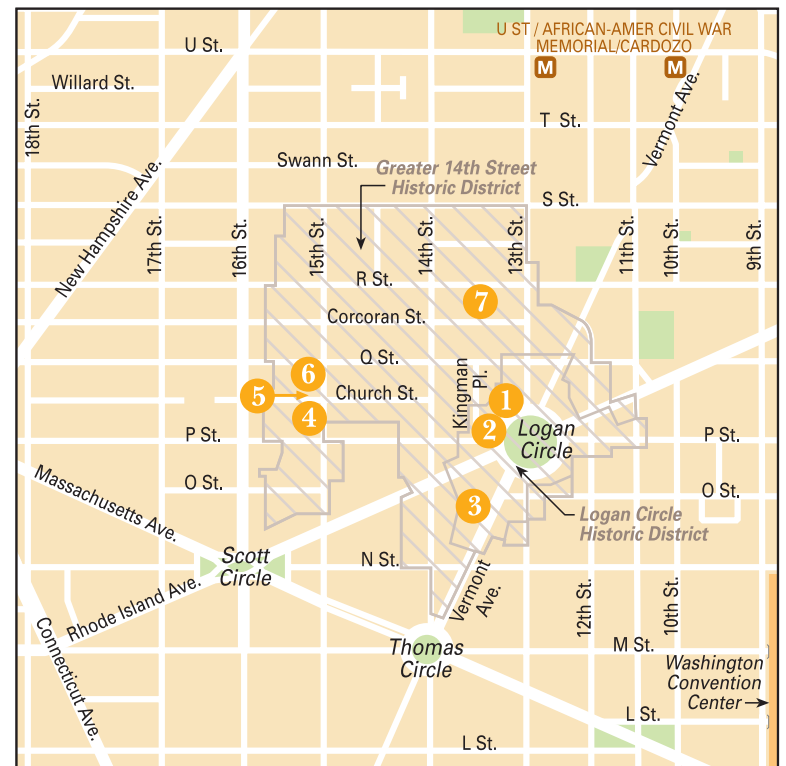 U ST / AFRICAN-AMER CIVIL WAR
MEMORIAL/CARDOZO
M
M
U St.
Willard St.
18th St.
T St.
Vermont Ave.
Swann St.
Greater 14th Street
Historic District
S St.
New Hampshire Ave.
17th St.
16th St.
15th St.
14th St.
13th St.
11th St.
10th St.
9th St.
R St.
7
Corcoran St.
Q St.
6
5
Church St.
Kingman
Pl.
1
4
2
Logan
Circle
P St.
P St.
Massachusetts Ave.
O St.
O St.
3
Logan Circle
Historic District
Scott
Circle
N St.
Vermont
Ave.
Rhode Island Ave.
12th St.
10th St.
Connecticut Ave.
Thomas
Circle
M St.
Washington
Convention
Center
L St.
L St.